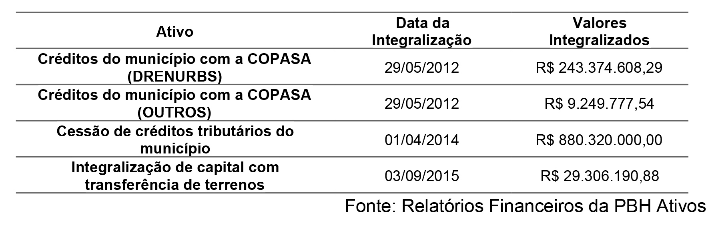 Ativo Data da Integralização Valores Integralizados
Créditos do município com a COPASA (DRENURBS) 29/05/2012 R$ 243.374.608,29
Créditos do município com a COPASA (OUTROS) 29/05/2012 R$ 9.249.777,54
Cessão de créditos tributários do município 01/04/2014 R$ 880.320.000,00
Integralização de capital com transferência de terrenos 03/09/2015 R$ 29.306.190,88
Fonte: Relatórios Financeiros da PBH Ativos